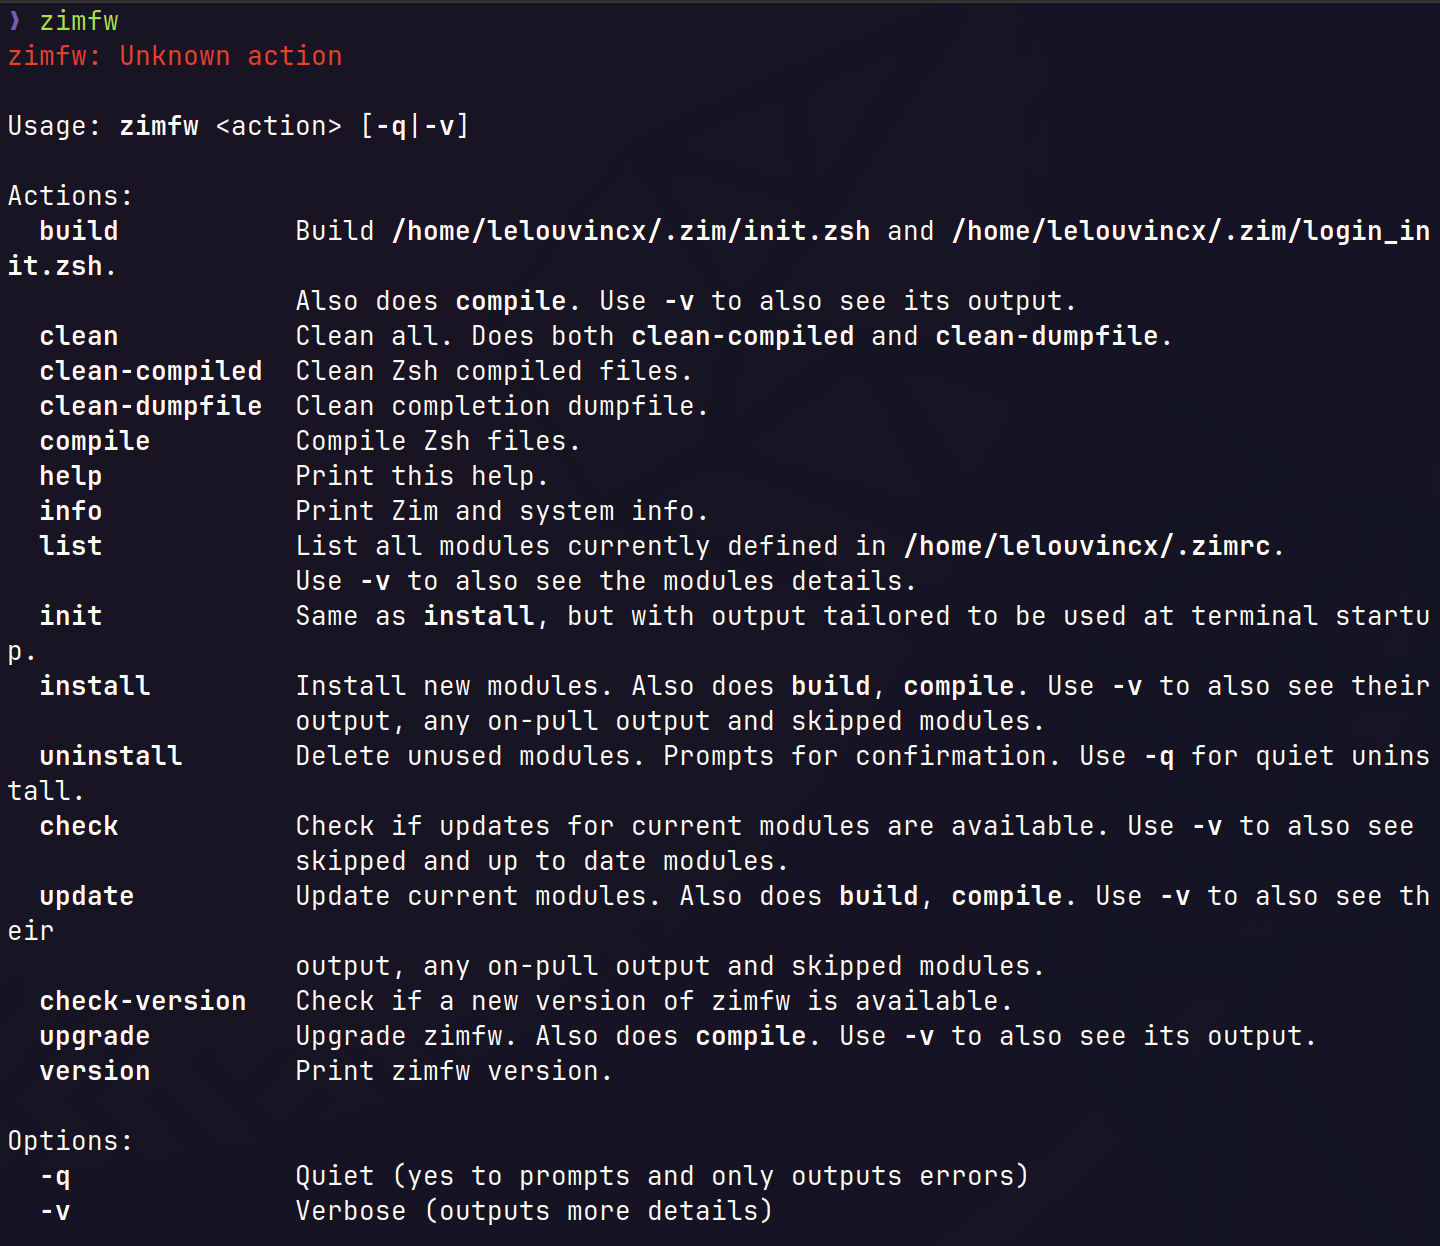 ❱ zimfw
zimfw: Unknown action

Usage: zimfw <action> [-q|-v]

Actions:
  build           Build /home/lelouvincx/.zim/init.zsh and /home/lelouvincx/.zim/login_in
it.zsh.
                  Also does compile. Use -v to also see its output.
  clean           Clean all. Does both clean-compiled and clean-dumpfile.
  clean-compiled  Clean Zsh compiled files.
  clean-dumpfile  Clean completion dumpfile.
  compile         Compile Zsh files.
  help            Print this help.
  info            Print Zim and system info.
  list            List all modules currently defined in /home/lelouvincx/.zimrc.
                  Use -v to also see the modules details.
  init            Same as install, but with output tailored to be used at terminal startu
p.
  install         Install new modules. Also does build, compile. Use -v to also see their
                  output, any on-pull output and skipped modules.
  uninstall       Delete unused modules. Prompts for confirmation. Use -q for quiet unins
tall.
  check           Check if updates for current modules are available. Use -v to also see
                  skipped and up to date modules.
  update          Update current modules. Also does build, compile. Use -v to also see th
eir
                  output, any on-pull output and skipped modules.
  check-version   Check if a new version of zimfw is available.
  upgrade         Upgrade zimfw. Also does compile. Use -v to also see its output.
  version         Print zimfw version.

Options:
  -q              Quiet (yes to prompts and only outputs errors)
  -v              Verbose (outputs more details)